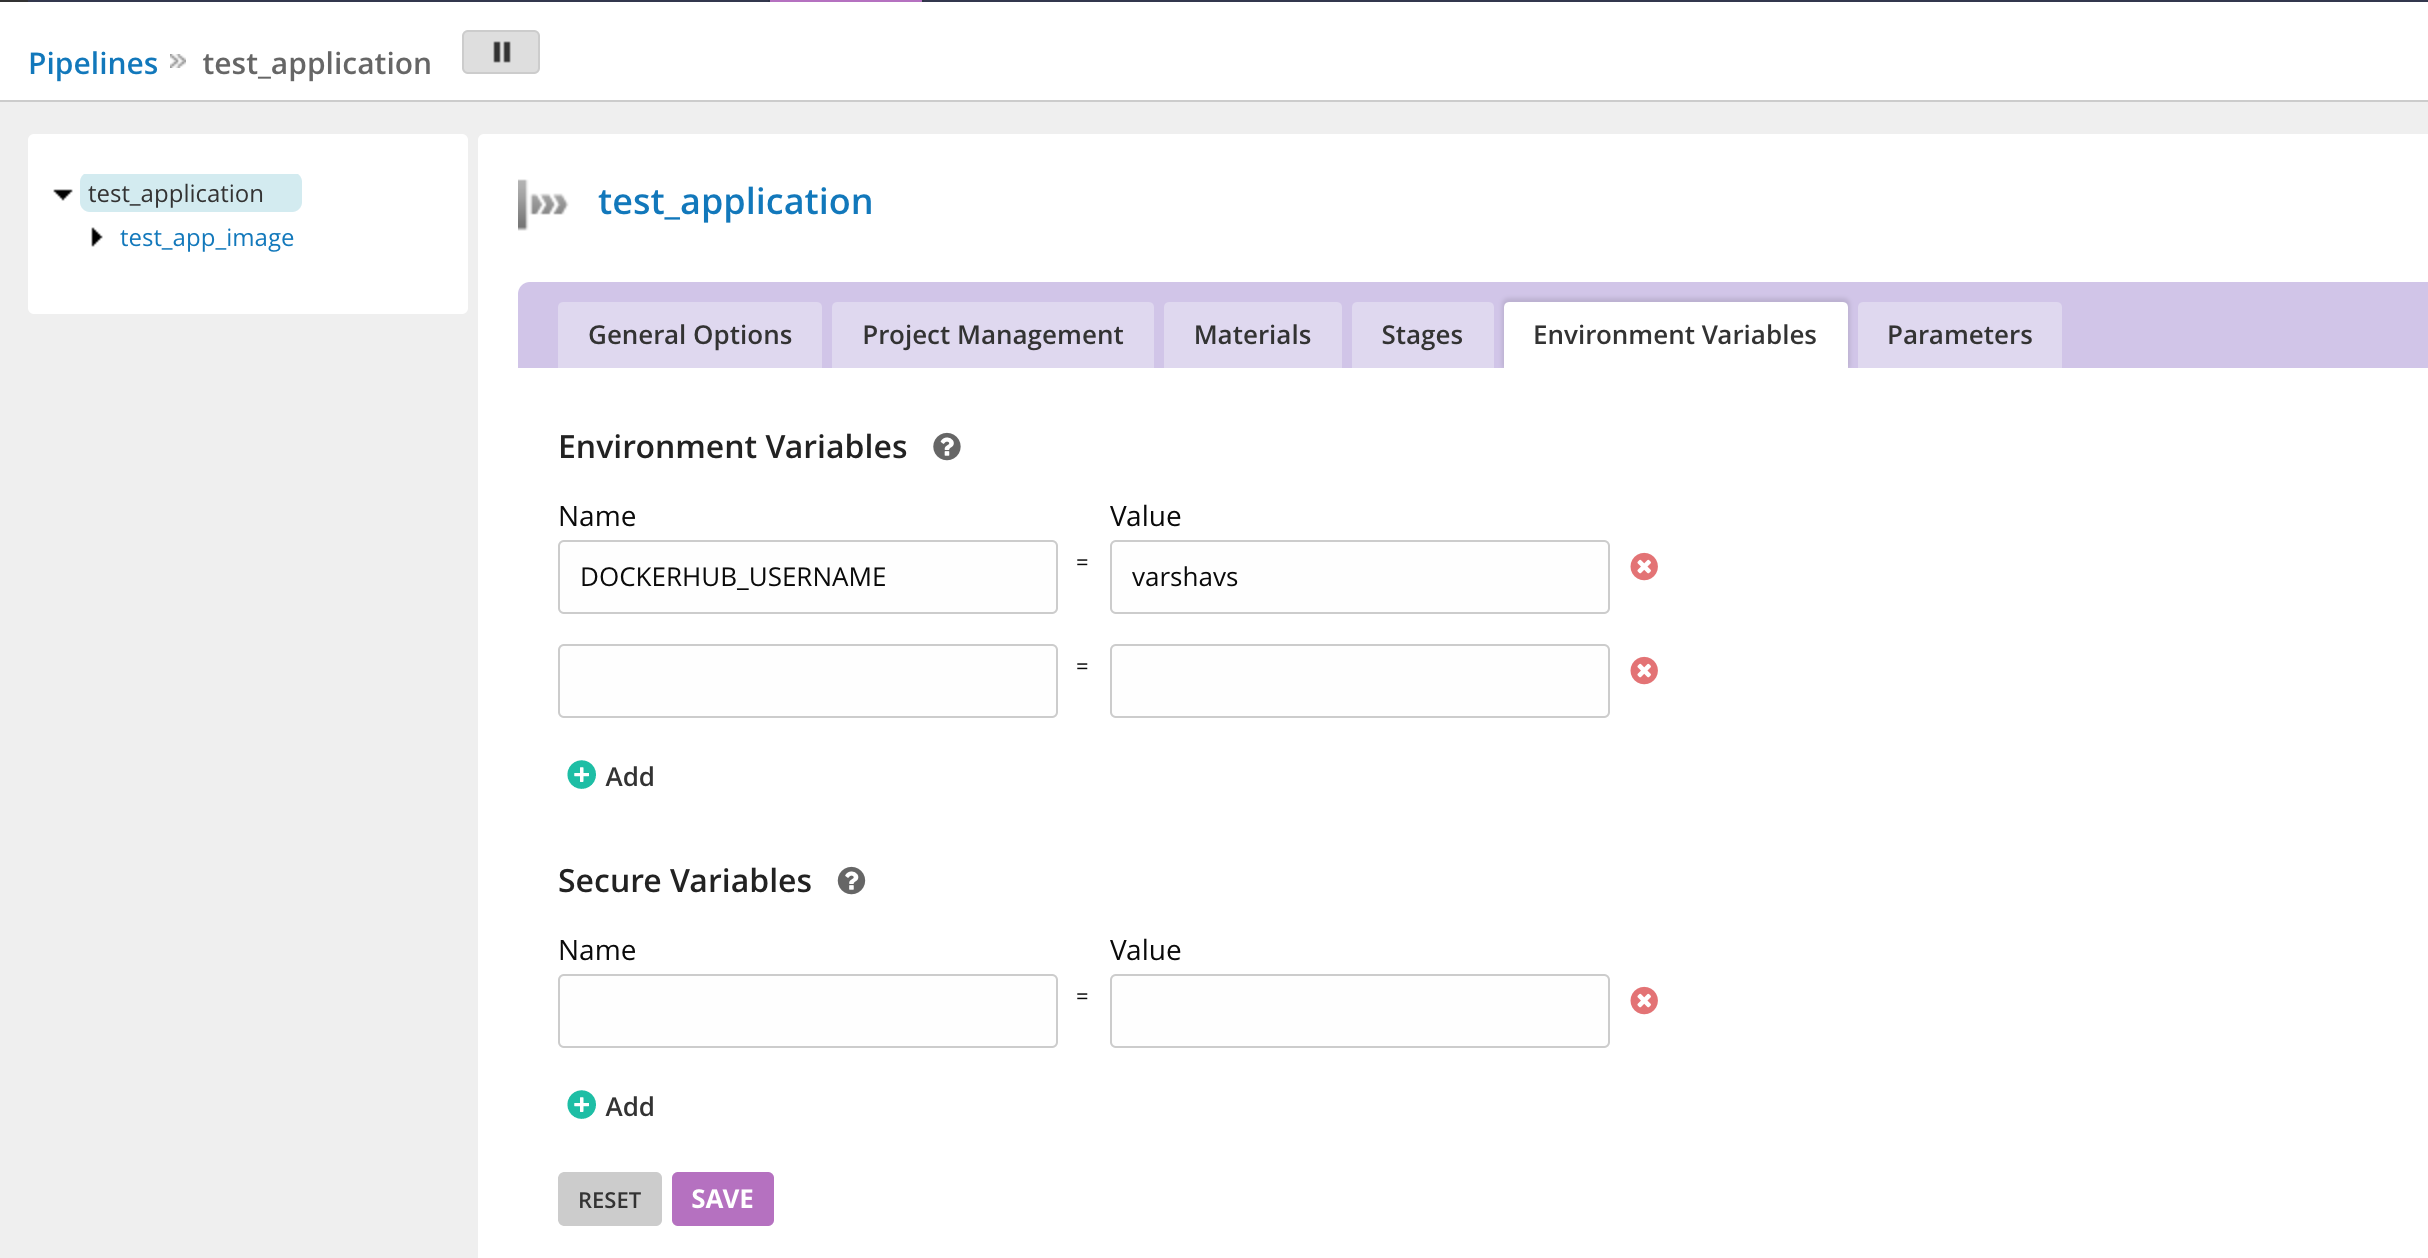 Pipelines » test_application
test_application
test_app_image
test_application
General Options Project Management Materials Stages Environment Variables Parameters
Environment Variables ?
Name Value
DOCKERHUB_USERNAME = varshavs
=
+ Add
Secure Variables ?
Name Value
=
+ Add
RESET SAVE